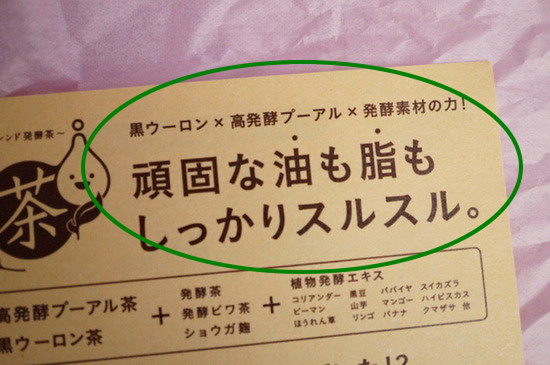 ンド発酵茶~
黒ウーロン×高発酵プーアル×発酵素材の力!
茶
頑固な油も脂も
しっかりスルスル。
高発酵プーアル茶
黒ウーロン茶
+
発酵茶
発酵ビワ茶
ショウガ麹
+
植物発酵エキス
コリアンダー 黒豆 パパイヤ スイカズラ
ピーマン 山芋 マンゴー ハイビスカス
ほうれん草 リンゴ バナナ クマザサ 他